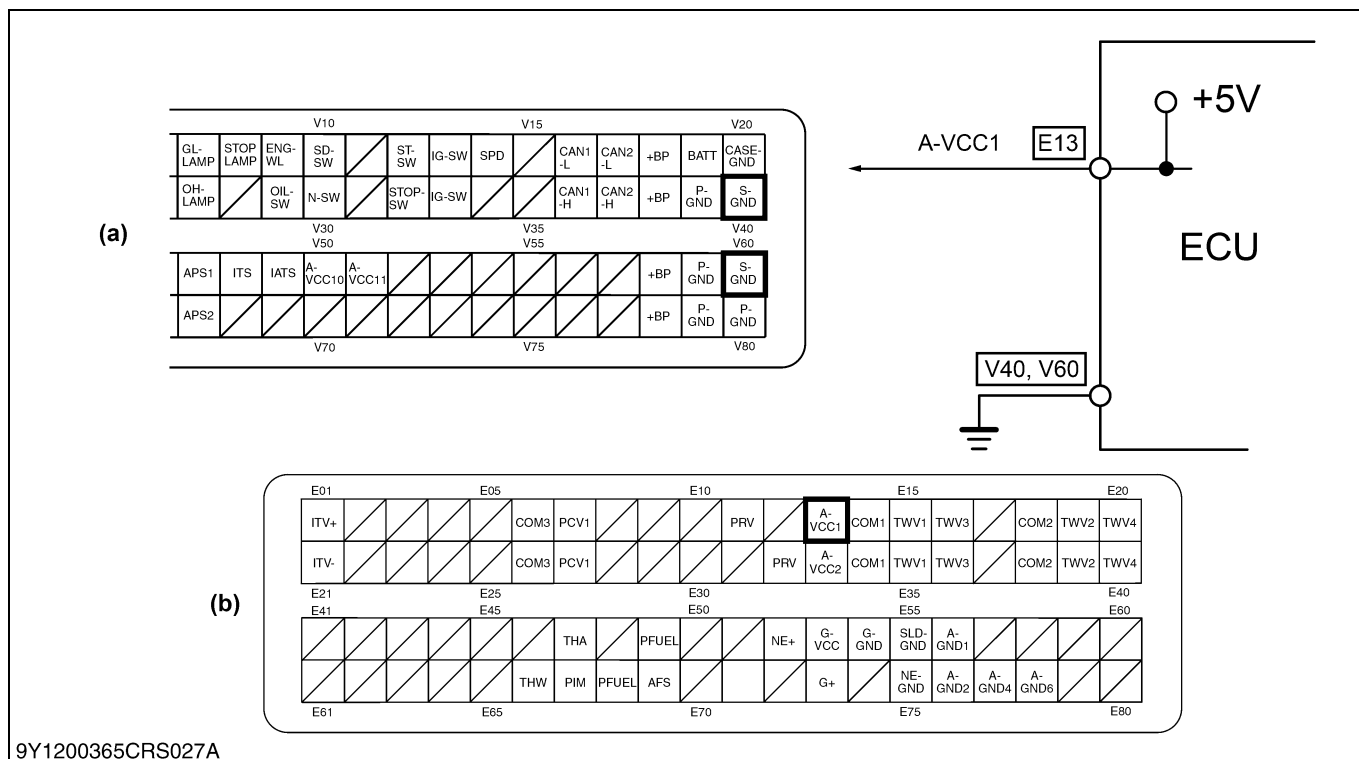 V10 V15 V20
GL-LAMP STOP LAMP ENG-WL SD-SW ST-SW IG-SW SPD CAN1-L CAN2-L +BP BATT CASE-GND
OH-LAMP OIL-SW N-SW STOP-SW IG-SW CAN1-H CAN2-H +BP P-GND S-GND
V30 V35 V40
(a)
V50 V55 V60
APS1 ITS IATS A-VCC10 A-VCC11 +BP P-GND S-GND
APS2 +BP P-GND P-GND
V70 V75 V80
+5V
A-VCC1 E13
ECU
V40, V60
E01 E05 E10 E15 E20
ITV+ COM3 PCV1 PRV A-VCC1 COM1 TWV1 TWV3 COM2 TWV2 TWV4
ITV- COM3 PCV1 PRV A-VCC2 COM1 TWV1 TWV3 COM2 TWV2 TWV4
E21 E25 E30 E35 E40
(b)
E41 E45 E50 E55 E60
THA PFUEL NE+ G-VCC G-GND SLD-GND A-GND1
THW PIM PFUEL AFS G+ NE-GND A-GND2 A-GND4 A-GND6
E61 E65 E70 E75 E80
9Y1200365CRS027A